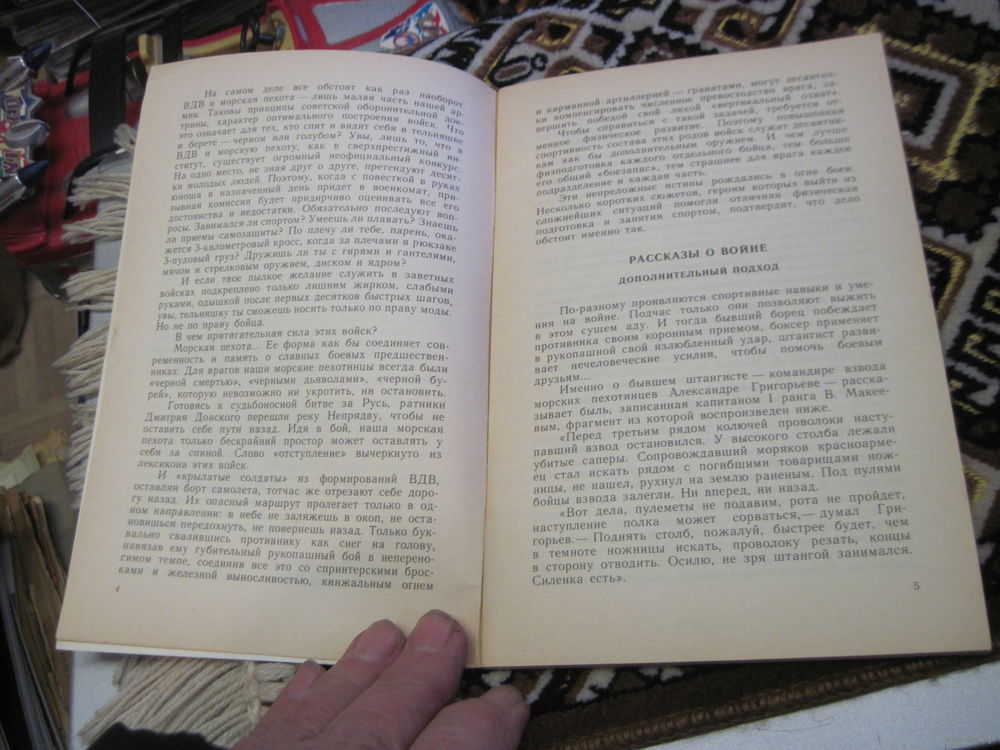 На самом деле все обстоит как раз наоборот.
ВДВ и морская пехота — лишь малая часть нашей ар-
мии. Таковы принципы советской оборонительной док-
трины, характер оптимального построения войск. Что
это означает для тех, кто спит и видит себя в тельняшке
и берете — черном или голубом? Увы, лишь то, что в
ВДВ и морскую пехоту, как в сверхпрестижный ин-
ститут, существует огромный неофициальный конкурс.
На одно место, не зная друг о друге, претендуют десят-
ки молодых людей. Поэтому, когда с повесткой в руках
юноша в назначенный день придет в военкомат, при-
зывная комиссия будет придирчиво оценивать все его
достоинства и недостатки. Обязательно последуют воп-
росы. Занимался ли спортом? Умеешь ли плавать? Знаешь
ли приемы самозащиты? По плечу ли тебе, парень, ока-
жется 3-километровый кросс, когда за плечами в рюкзаке
3-пудовый груз? Дружишь ли ты с гирями и гантелями,
мячом и стрелковым оружием, диском и ядром?
И если твое пылкое желание служить в заветных
войсках подкреплено только лишним жирком, слабыми
руками, одышкой после первых десятков быстрых шагов,
увы, тельняшку ты сможешь носить только по праву моды.
Но не по праву бойца.
В чем притягательная сила этих войск?
Морская пехота... Ее форма как бы соединяет сов-
ременность и память о славных боевых предшествен-
никах. Для врагов наши морские пехотинцы всегда были
«черной смертью», «черными дьяволами», «черной бу-
рей», которую невозможно ни укротить, ни остановить.
Готовясь к судьбоносной битве за Русь, ратники
Дмитрия Донского перешли реку Непрядву, чтобы не
оставить себе пути назад. Идя в бой, наша морская
пехота только бескрайний простор может оставлять у
себя за спиной. Слово «отступление» вычеркнуто из
лексикона этих войск.
И «крылатые солдаты» из формирований ВДВ,
оставляя борт самолета, тотчас же отрезают себе доро-
гу назад. Их опасный маршрут пролегает только в од-
ном направлении: в небе не заляжешь в окоп, не оста-
новишься передохнуть, не повернешь назад. Только бук-
вально свалившись противнику как снег на голову,
навязав ему губительный рукопашный бой в неперено-
симом темпе, соединив все это со спринтерскими брос-
ками и железной выносливостью, кинжальным огнем
4
и карманной артиллерией — гранатами, могут десантни-
ки компенсировать численное превосходство врага, за-
вершить победой свой лихой «вертикальный охват».
Чтобы справиться с такой задачей, требуется от-
менное физическое развитие. Поэтому повышенная
спортивность состава этих родов войск служит десантни-
кам как бы дополнительным оружием. И чем лучше
физподготовка каждого отдельного бойца, тем больше
его общий «боезапас», тем страшнее для врага каждое
подразделение и каждая часть.
Эти непреложные истины рождались в огне боев.
Несколько коротких сюжетов, героям которых выйти из
сложнейших ситуаций помогли отличная физическая
подготовка и занятия спортом, подтвердят, что дело
обстоит именно так.
РАССКАЗЫ О ВОЙНЕ
ДОПОЛНИТЕЛЬНЫЙ ПОДХОД
По-разному проявляются спортивные навыки и уме-
ния на войне. Подчас только они позволяют выжить
в этом сущем аду. И тогда бывший борец побеждает
противника своим коронным приемом, боксер применяет
в рукопашной свой излюбленный удар, штангист разви-
вает нечеловеческие усилия, чтобы помочь боевым
друзьям...
Именно о бывшем штангисте — командире взвода
морских пехотинцев Александре Григорьеве — расска-
зывает быль, записанная капитаном I ранга В. Макее-
вым, фрагмент из которой воспроизведен ниже.
«Перед третьим рядом колючей проволоки насту-
павший взвод остановился. У высокого столба лежали
убитые саперы. Сопровождавший моряков красноарме-
ец стал искать рядом с погибшими товарищами нож-
ницы, не нашел, рухнул на землю раненым. Под пулями
бойцы взвода залегли. Ни вперед, ни назад.
«Вот дела, пулеметы не подавим, рота не пройдет,
наступление полка может сорваться,— думал Гри-
горьев.— Поднять столб, пожалуй, быстрее будет, чем
в темноте ножницы искать, проволоку резать, концы
в сторону отводить. Осилю, не зря штангой занимался.
Силенка есть».
5